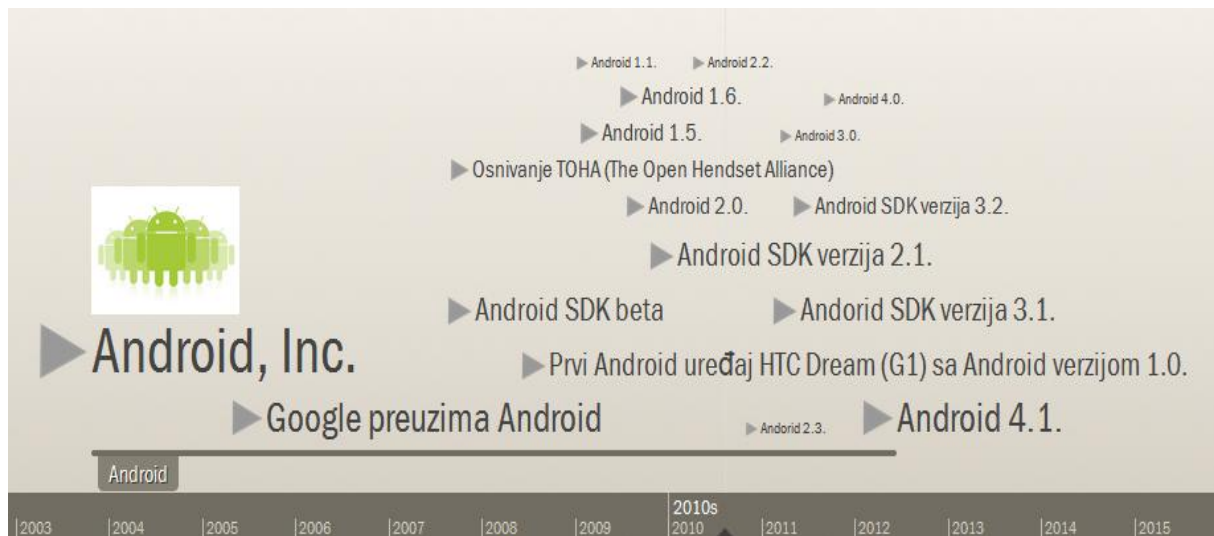 Android 1.1. Android 2.2.
Android 1.6. Android 4.0.
Android 1.5. Android 3.0.
Osnivanje TOHA (The Open Hendset Alliance)
Android 2.0. Android SDK verzija 3.2.
Android SDK verzija 2.1.
Android SDK beta Andorid SDK verzija 3.1.
Android, Inc.
Prvi Android uređaj HTC Dream (G1) sa Android verzijom 1.0.
Google preuzima Android Andorid 2.3. Android 4.1.
Android
2010s
2003 2004 2005 2006 2007 2008 2009 2010 2011 2012 2013 2014 2015